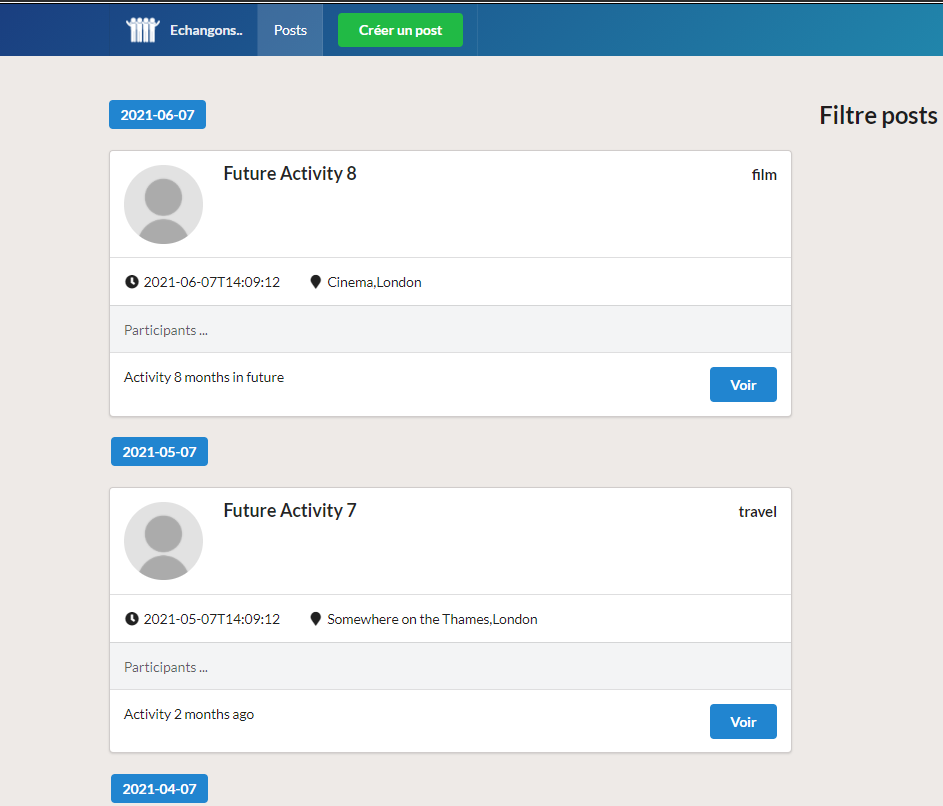 Echangons.. Posts Créer un post
2021-06-07
Filtre posts
Future Activity 8
film
2021-06-07T14:09:12 Cinema,London
Participants ...
Activity 8 months in future
Voir
2021-05-07
Future Activity 7
travel
2021-05-07T14:09:12 Somewhere on the Thames,London
Participants ...
Activity 2 months ago
Voir
2021-04-07